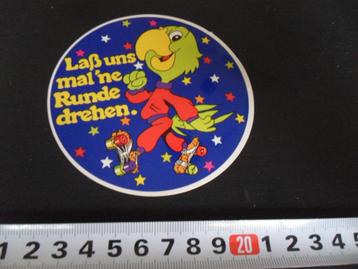 Laß uns
mal'ne
Runde
drehen.
1 2 3 4 5 6 7 8 9 20 1 2 3 4 5